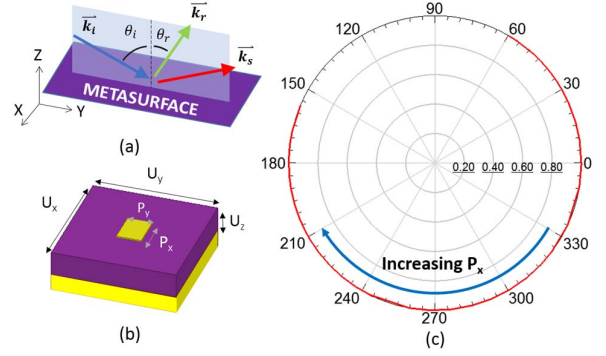 Z
X
Y
k_i
θ_i
θ_r
k_r
k_s
METASURFACE
(a)
U_x
U_y
U_z
P_y
P_x
(b)
90
60
30
0
330
300
270
240
210
180
150
120
0.20 0.40 0.60 0.80
Increasing P_x
(c)